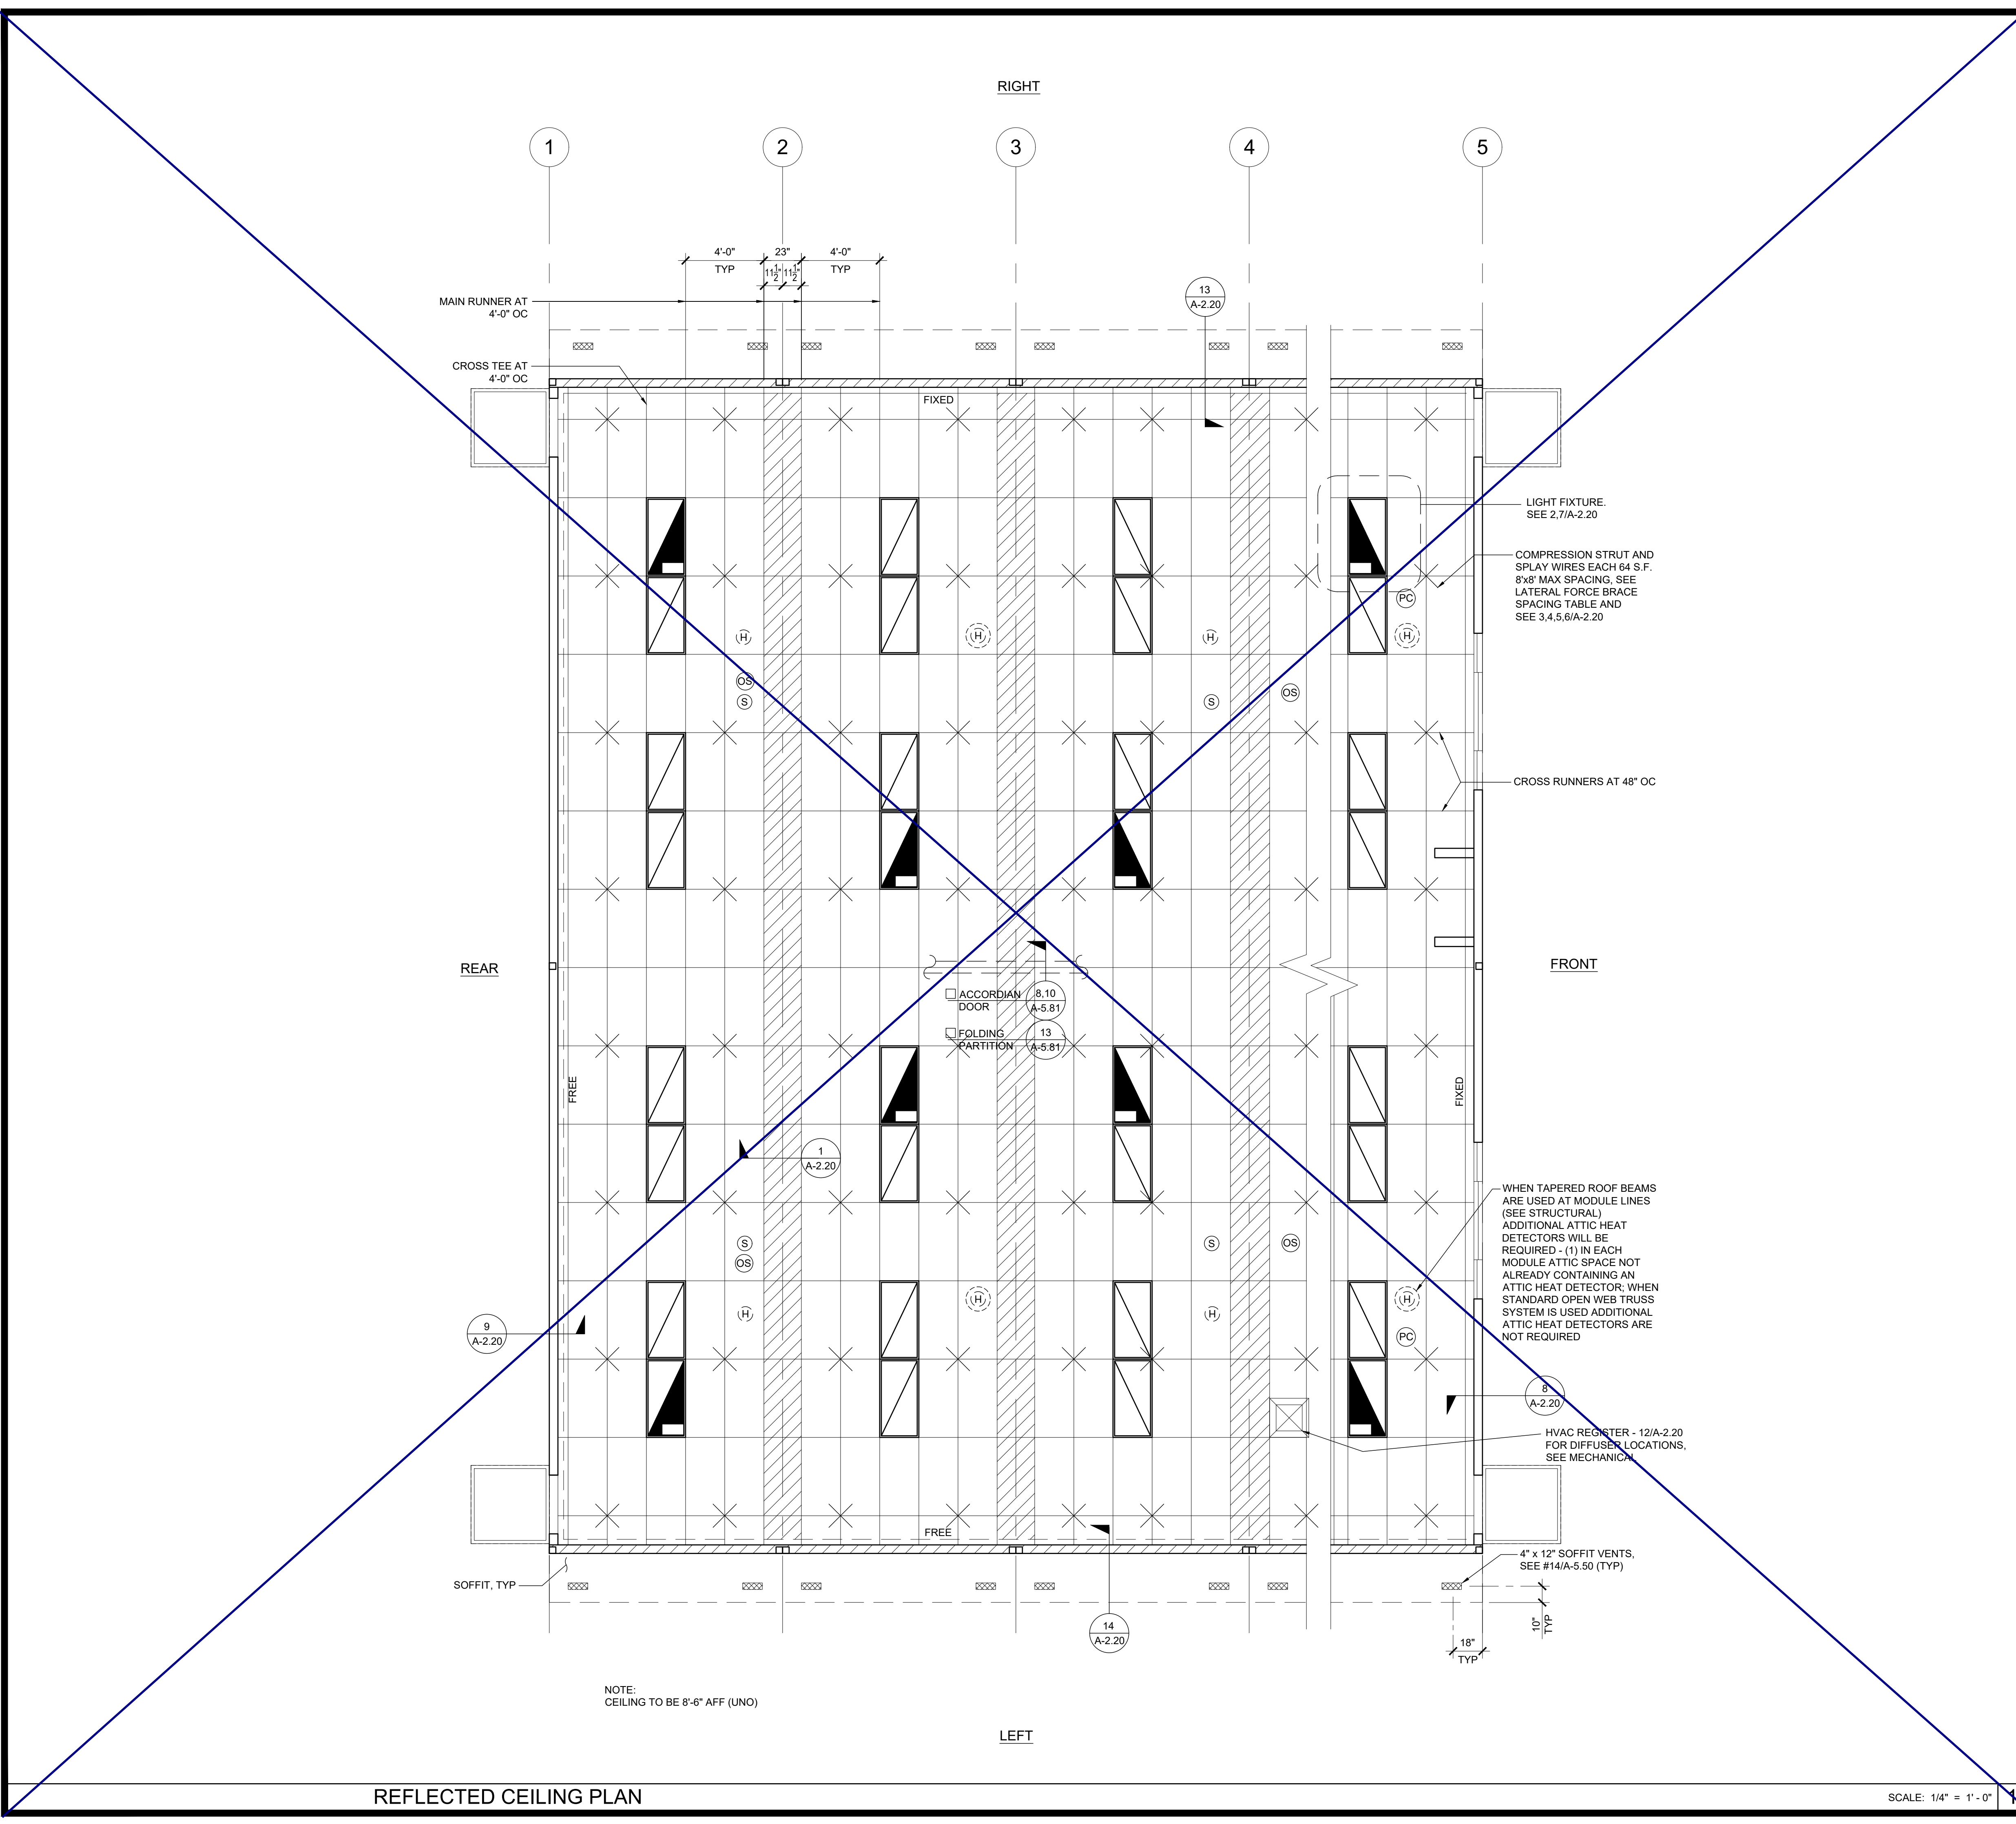 RIGHT
1
2
3
4
5
4'-0"
23"
4'-0"
TYP
11 1/2"
11 1/2"
TYP
MAIN RUNNER AT
4'-0" OC
13
A-2.20
CROSS TEE AT
4'-0" OC
FIXED
LIGHT FIXTURE.
SEE 2,7/A-2.20
COMPRESSION STRUT AND
SPLAY WIRES EACH 64 S.F.
8'x8' MAX SPACING, SEE
LATERAL FORCE BRACE
SPACING TABLE AND
SEE 3,4,5,6/A-2.20
PC
H
H
H
H
OS
S
S
OS
CROSS RUNNERS AT 48" OC
REAR
FRONT
ACCORDIAN
DOOR
8,10
A-5.81
FOLDING
PARTITION
13
A-5.81
FREE
FIXED
1
A-2.20
WHEN TAPERED ROOF BEAMS
ARE USED AT MODULE LINES
(SEE STRUCTURAL)
ADDITIONAL ATTIC HEAT
DETECTORS WILL BE
REQUIRED - (1) IN EACH
MODULE ATTIC SPACE NOT
ALREADY CONTAINING AN
ATTIC HEAT DETECTOR; WHEN
STANDARD OPEN WEB TRUSS
SYSTEM IS USED ADDITIONAL
ATTIC HEAT DETECTORS ARE
NOT REQUIRED
S
OS
S
OS
H
H
H
H
PC
9
A-2.20
8
A-2.20
HVAC REGISTER - 12/A-2.20
FOR DIFFUSER LOCATIONS,
SEE MECHANICAL
FREE
4" x 12" SOFFIT VENTS,
SEE #14/A-5.50 (TYP)
SOFFIT, TYP
14
A-2.20
10"
TYP
18"
TYP
NOTE:
CEILING TO BE 8'-6" AFF (UNO)
LEFT
REFLECTED CEILING PLAN
SCALE: 1/4" = 1' - 0"